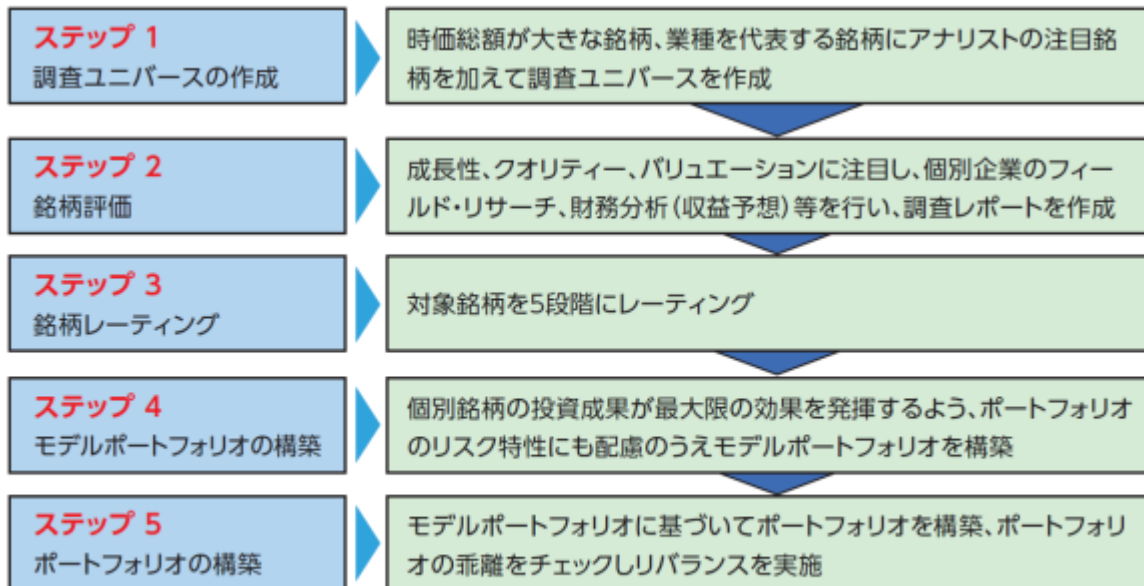 ステップ 1
調査ユニバースの作成
時価総額が大きな銘柄、業種を代表する銘柄にアナリストの注目銘
柄を加えて調査ユニバースを作成
ステップ 2
銘柄評価
成長性、クオリティー、バリュエーションに注目し、個別企業のフィー
ルド・リサーチ、財務分析(収益予想)等を行い、調査レポートを作成
ステップ 3
銘柄レーティング
対象銘柄を5段階にレーティング
ステップ 4
モデルポートフォリオの構築
個別銘柄の投資成果が最大限の効果を発揮するよう、ポートフォリオ
のリスク特性にも配慮のうえモデルポートフォリオを構築
ステップ 5
ポートフォリオの構築
モデルポートフォリオに基づいてポートフォリオを構築、ポートフォリ
オの乖離をチェックしリバランスを実施